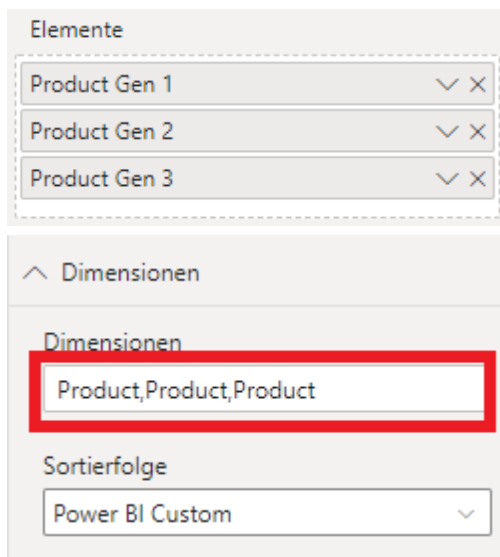 Elemente
Product Gen 1
Product Gen 2
Product Gen 3
Dimensionen
Dimensionen
Product,Product,Product
Sortierfolge
Power BI Custom